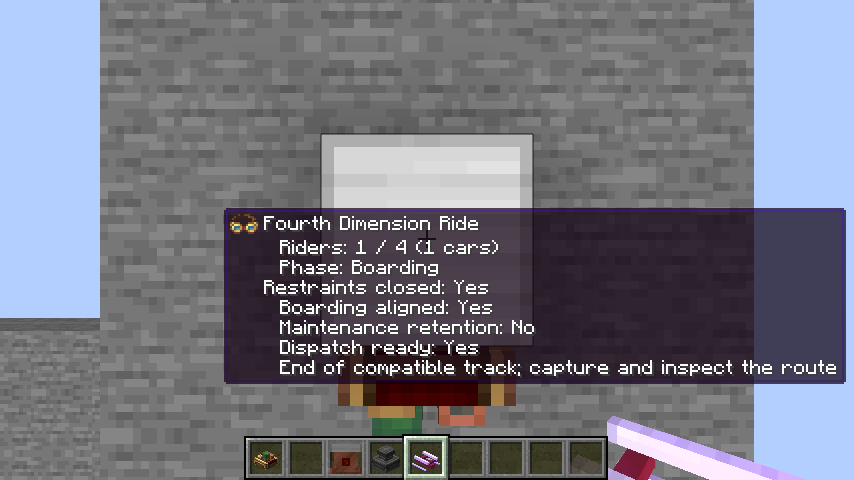 Fourth Dimension Ride
Riders: 1 / 4 (1 cars)
Phase: Boarding
Restraints closed: Yes
Boarding aligned: Yes
Maintenance retention: No
Dispatch ready: Yes
End of compatible track; capture and inspect the route